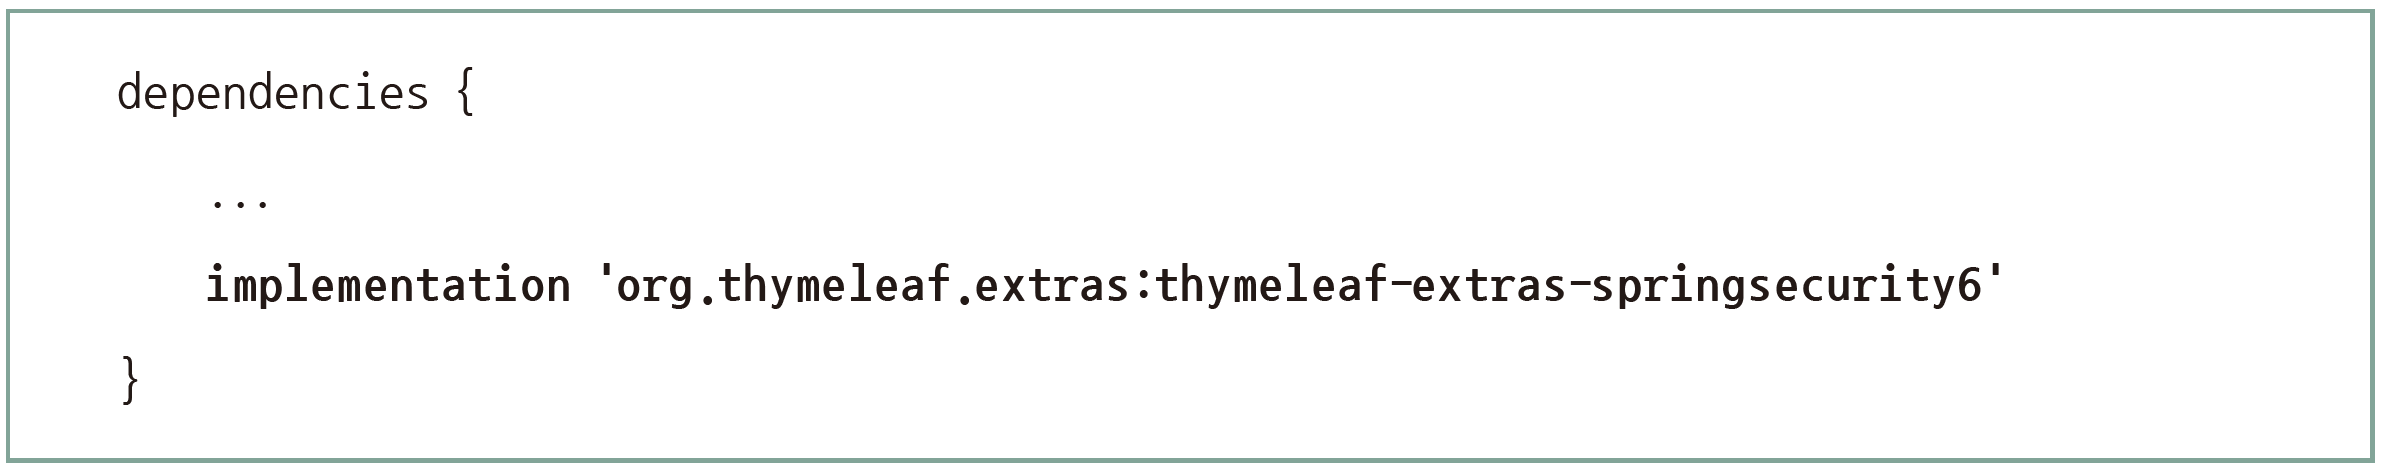 dependencies {
...
implementation 'org.thymeleaf.extras:thymeleaf-extras-springsecurity6'
}